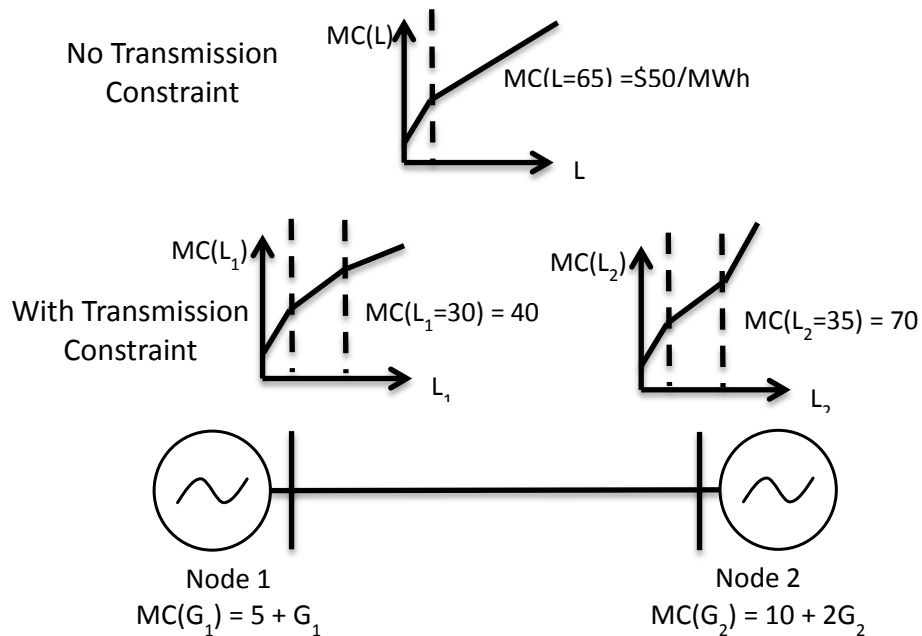 No Transmission
Constraint
MC(L)
MC(L=65) =$50/MWh
L
With Transmission
Constraint
MC(L₁)
MC(L₁=30) = 40
L₁
MC(L₂)
MC(L₂=35) = 70
L₂
Node 1
MC(G₁) = 5 + G₁
Node 2
MC(G₂) = 10 + 2G₂